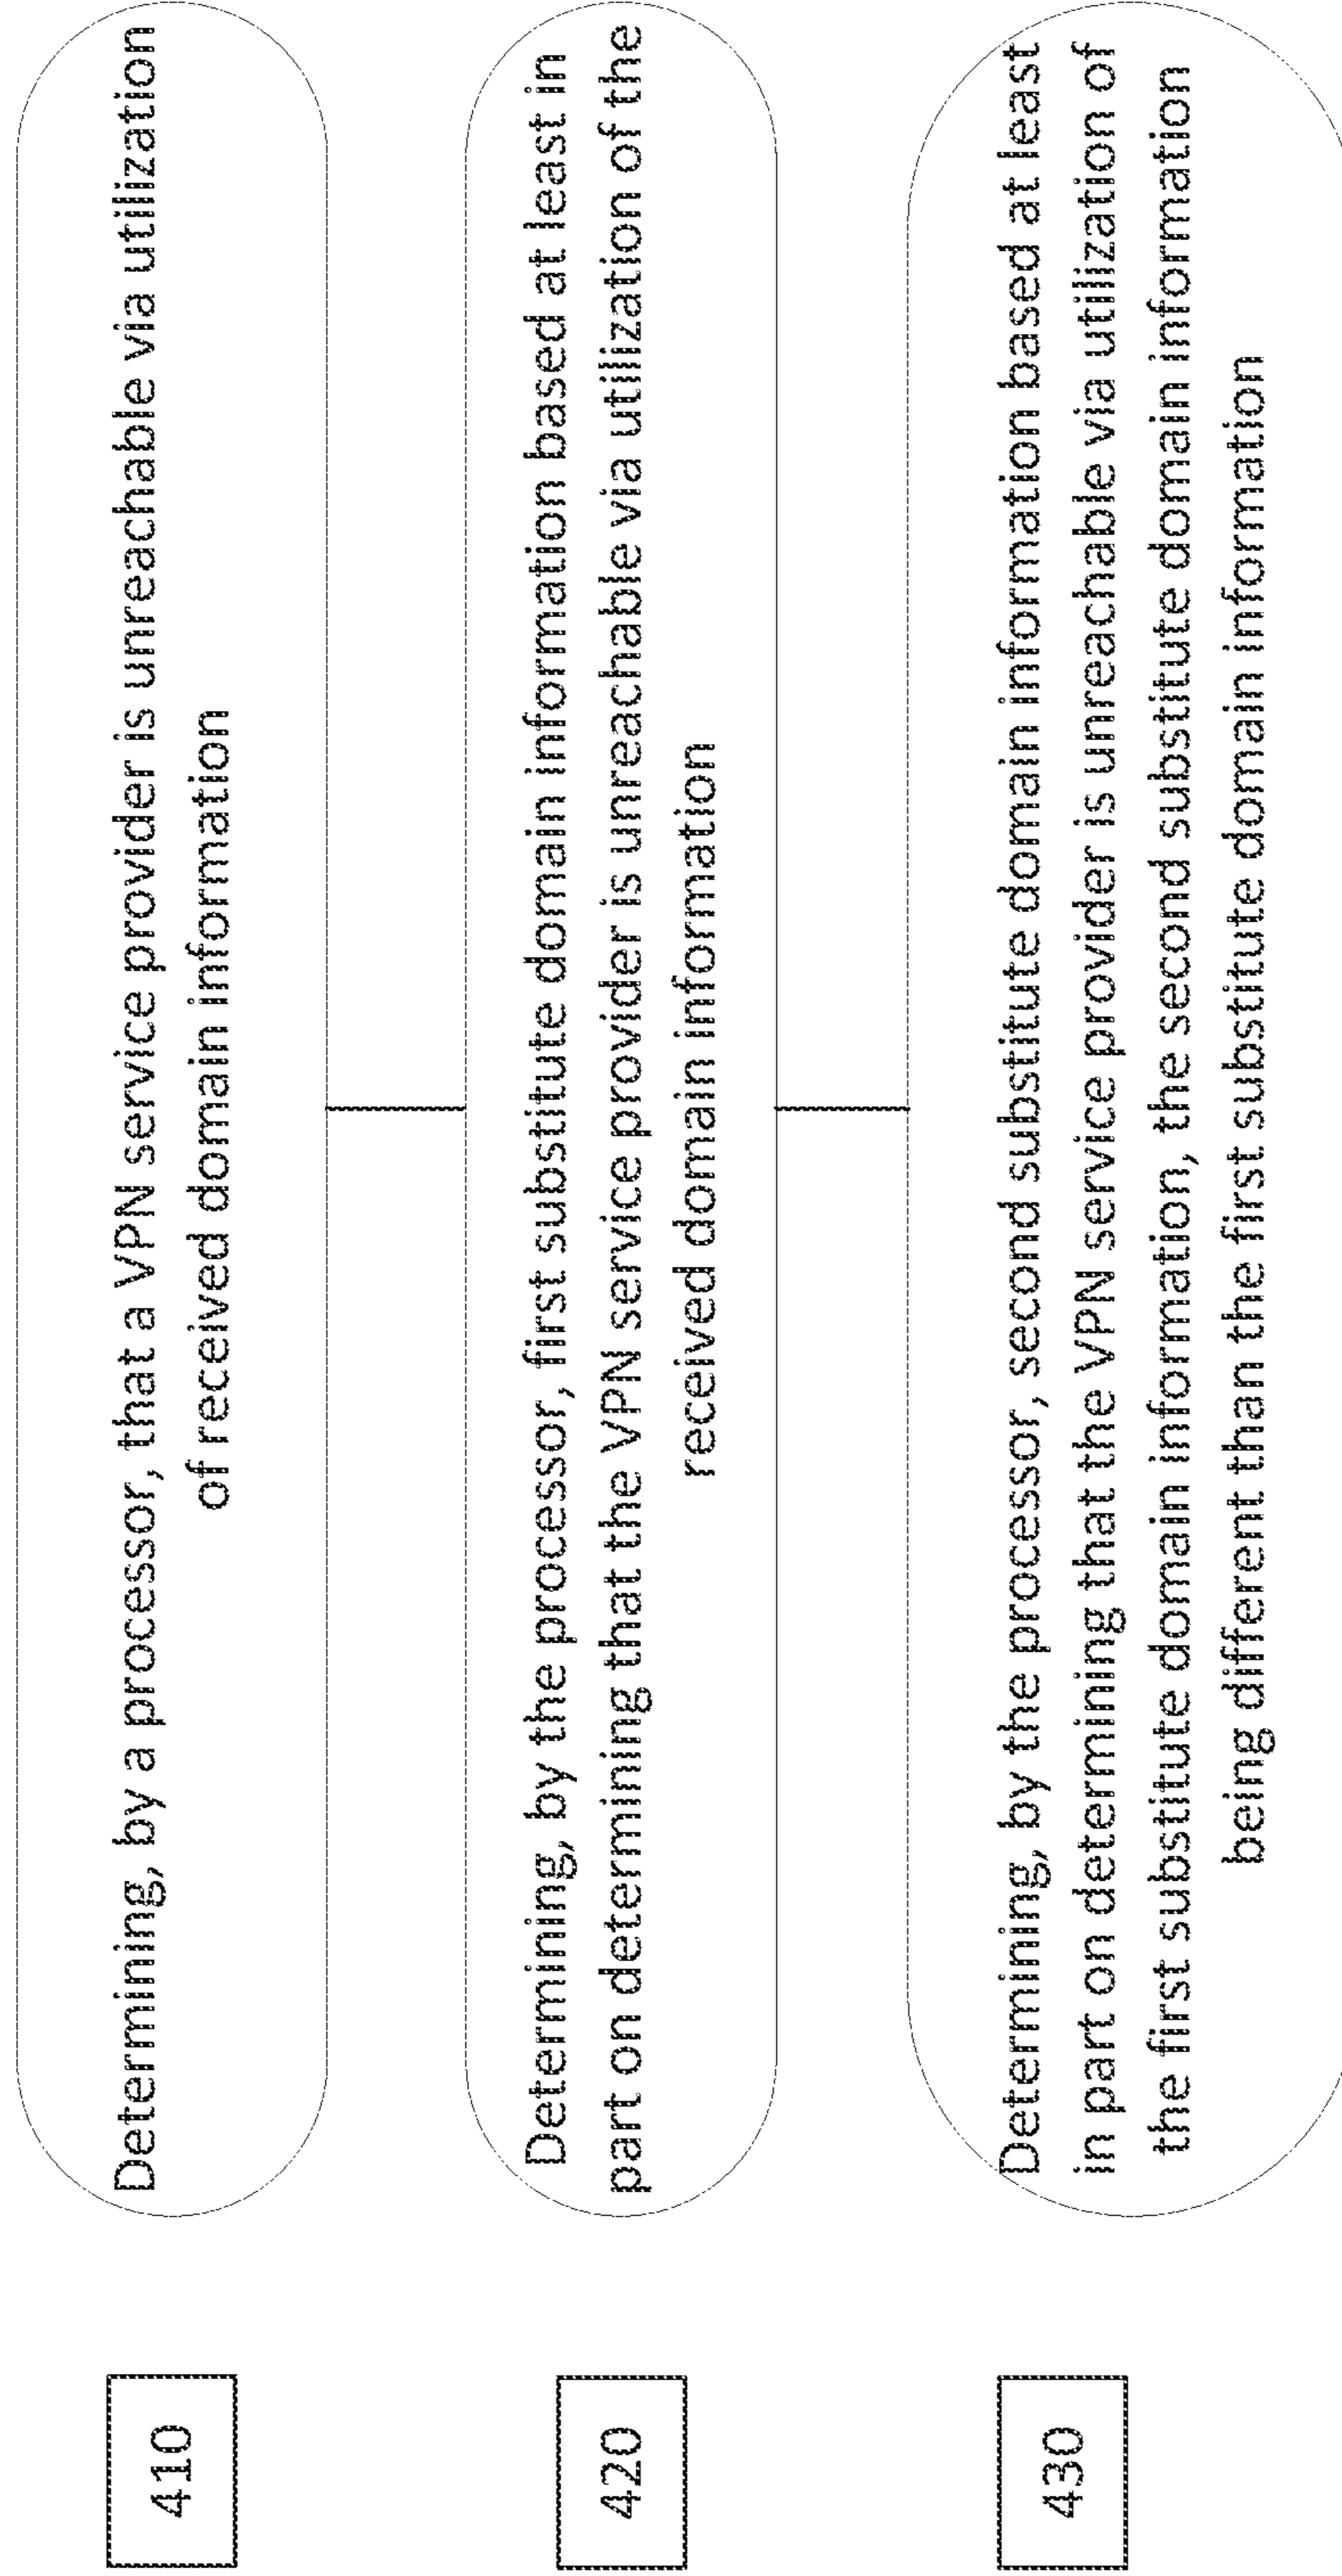 410
Determining, by a processor, that a VPN service provider is unreachable via utilization
of received domain information
420
Determining, by the processor, first substitute domain information based at least in
part on determining that the VPN service provider is unreachable via utilization of the
received domain information
430
Determining, by the processor, second substitute domain information based at least
in part on determining that the VPN service provider is unreachable via utilization of
the first substitute domain information, the second substitute domain information
being different than the first substitute domain information